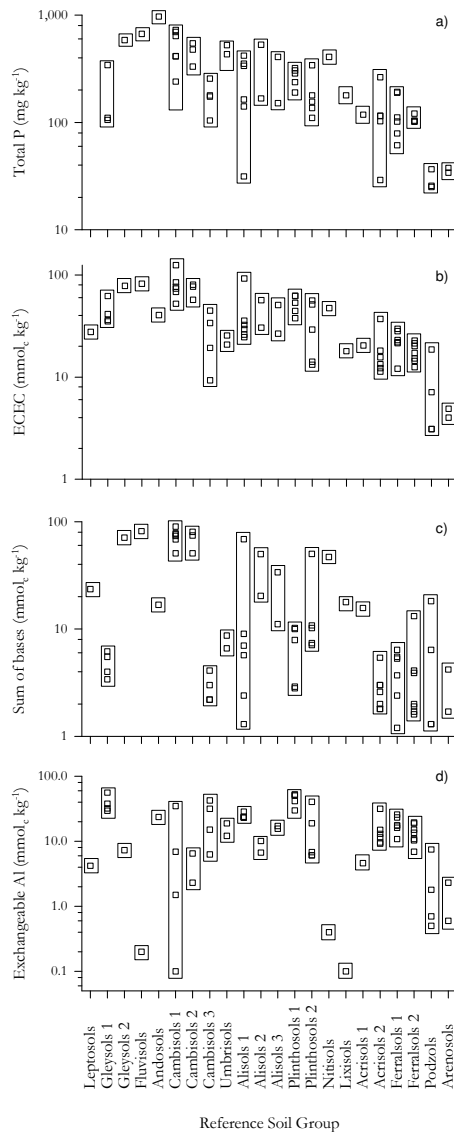 a)
1,000
100
10
Total P (mg kg⁻¹)
b)
100
10
1
ECEC (mmol꜀ kg⁻¹)
c)
100
10
1
Sum of bases (mmol꜀ kg⁻¹)
d)
100.0
10.0
1.0
0.1
Exchangeable Al (mmol꜀ kg⁻¹)
Leptosols
Gleysols 1
Gleysols 2
Fluvisols
Andosols
Cambisols 1
Cambisols 2
Cambisols 3
Umbrisols
Alisols 1
Alisols 2
Alisols 3
Plinthosols 1
Plinthosols 2
Nitisols
Lixisols
Acrisols 1
Acrisols 2
Ferralsols 1
Ferralsols 2
Podzols
Arenosols
Reference Soil Group